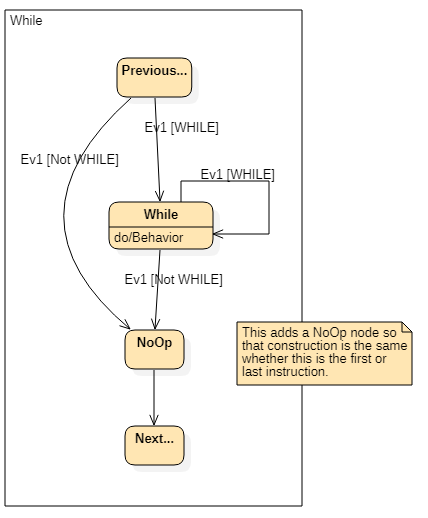 While
Previous...
Ev1 [WHILE]
Ev1 [Not WHILE]
Ev1 [WHILE]
While
do/Behavior
Ev1 [Not WHILE]
NoOp
This adds a NoOp node so
that construction is the same
whether this is the first or
last instruction.
Next...